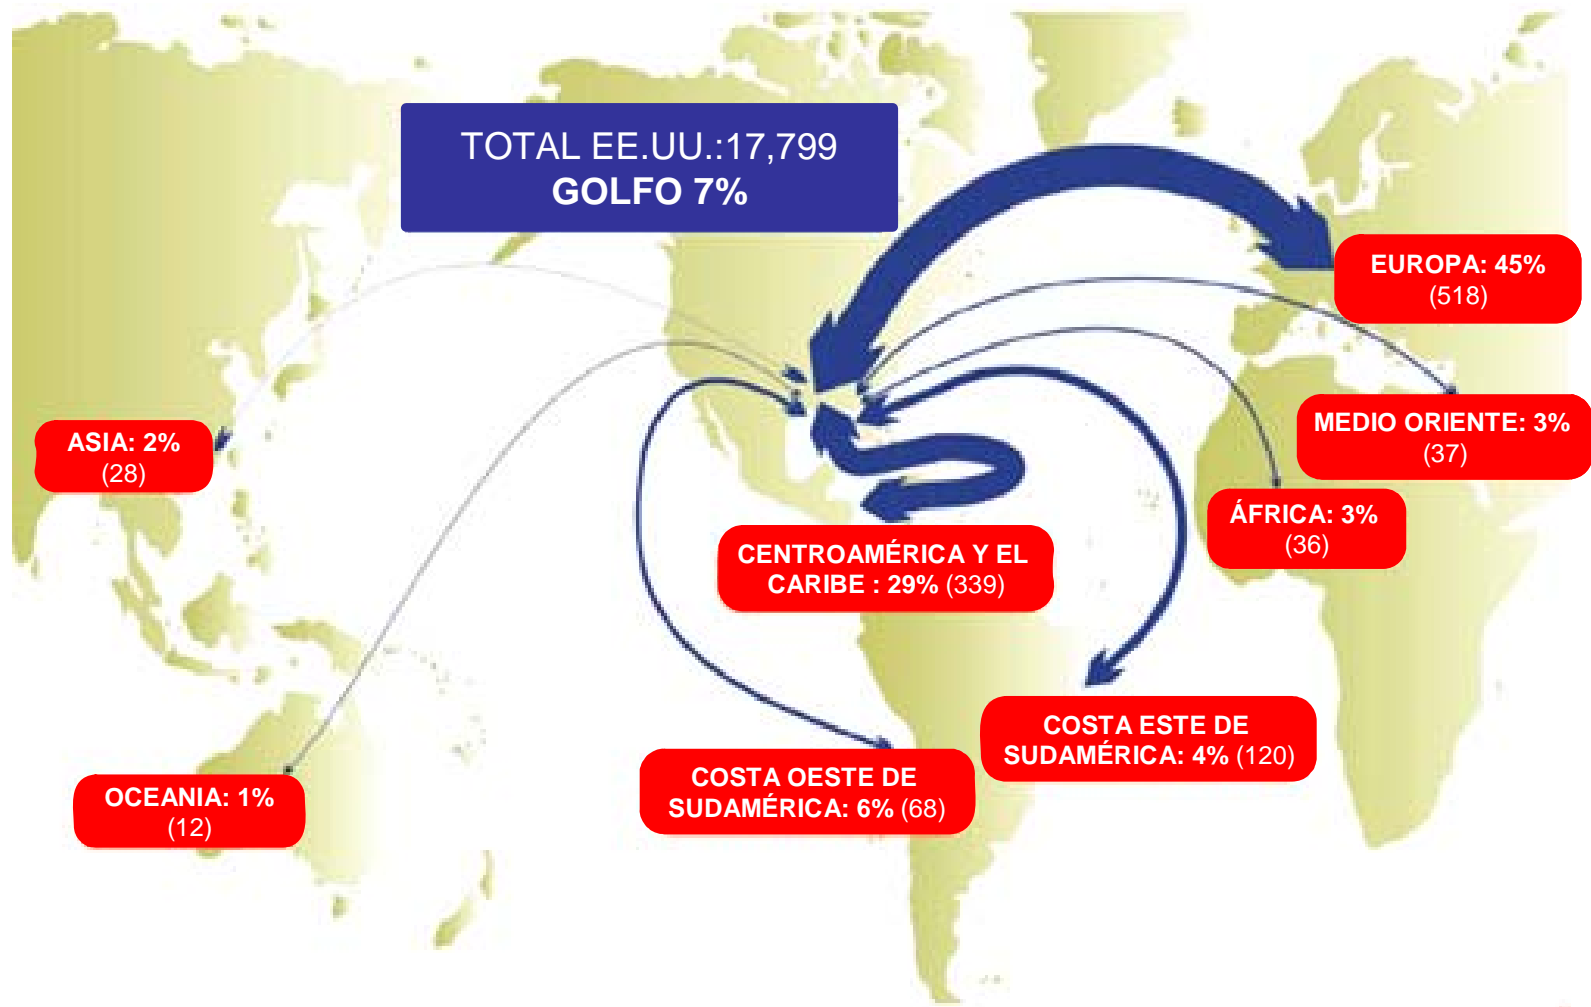 TOTAL EE.UU.:17,799
GOLFO 7%
EUROPA: 45%
(518)
MEDIO ORIENTE: 3%
(37)
ASIA: 2%
(28)
ÁFRICA: 3%
(36)
CENTROAMÉRICA Y EL
CARIBE : 29% (339)
COSTA ESTE DE
SUDAMÉRICA: 4% (120)
COSTA OESTE DE
SUDAMÉRICA: 6% (68)
OCEANIA: 1%
(12)